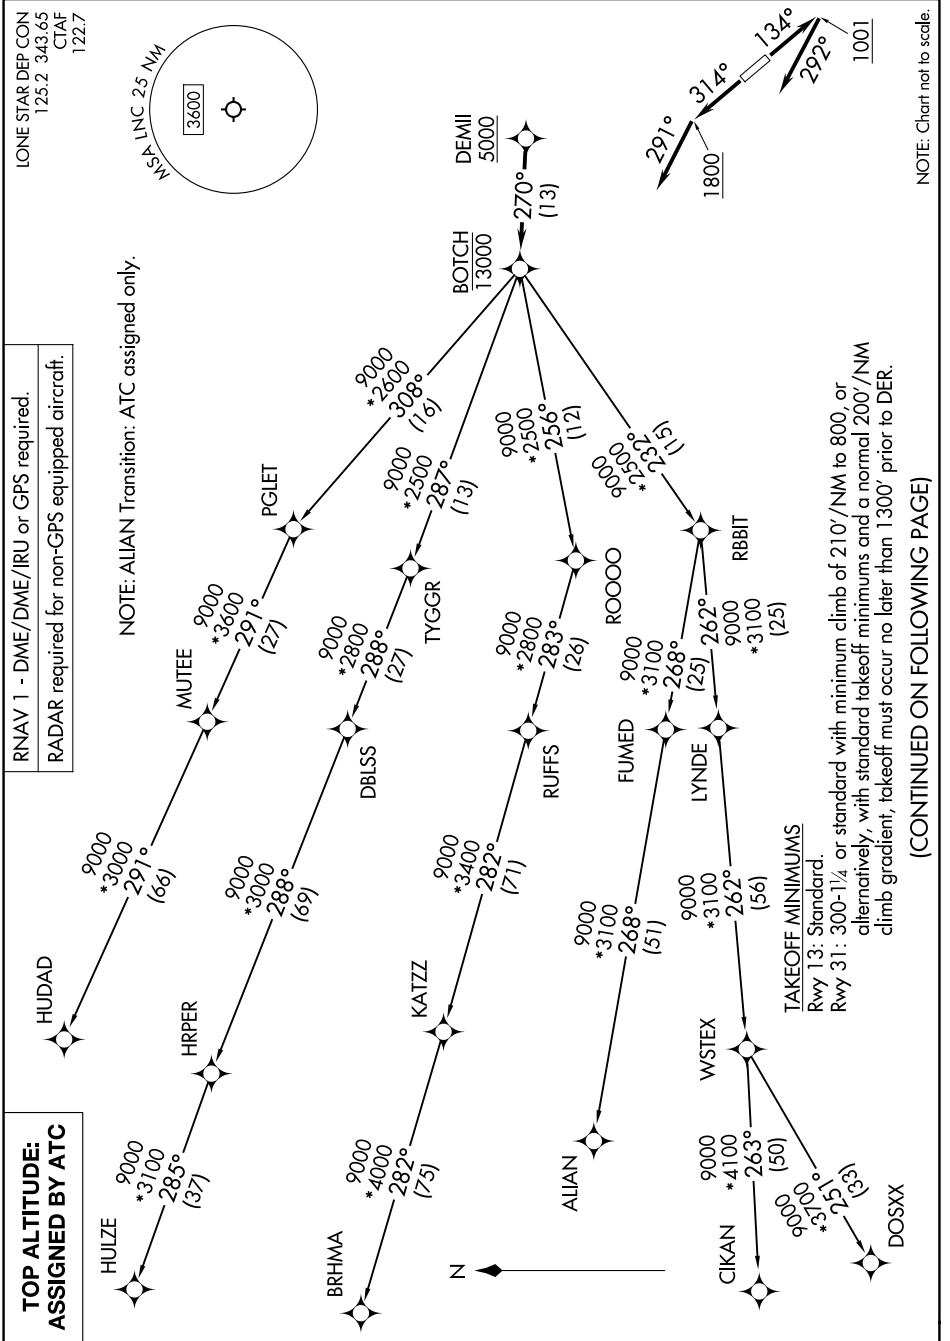 TOP ALTITUDE:
ASSIGNED BY ATC
RNAV 1 - DME/DME/IRU or GPS required.
RADAR required for non-GPS equipped aircraft.
LONE STAR DEP CON
125.2 343.65
CTAF
122.7
NOTE: ALIAN Transition: ATC assigned only.
MSA LNC 25 NM
3600
HUDAD
9000
*3000
291°
(66)
MUTEE
9000
*3600
291°
(27)
PGLET
9000
*2600
308°
(16)
HULZE
9000
*3100
285°
(37)
HRPER
9000
*3000
288°
(69)
DBLSS
9000
*2800
288°
(27)
TYGGR
9000
*2500
287°
(13)
BOTCH
13000
270°
(13)
DEMII
5000
BRHMA
9000
*4000
282°
(75)
KATZZ
9000
*3400
282°
(71)
RUFFS
9000
*2800
283°
(26)
ROOOO
9000
*2500
256°
(12)
ALIAN
9000
*3100
268°
(51)
FUMED
9000
*3100
268°
(25)
RBBIT
9000
*2500
232°
(15)
N
CIKAN
9000
*4100
263°
(50)
WSTEX
9000
*3100
262°
(56)
LYNDE
262°
9000
*3100
(25)
9000
*3700
251°
(33)
DOSXX
291°
1800
314°
134°
292°
1001
TAKEOFF MINIMUMS
Rwy 13: Standard.
Rwy 31: 300-1¼ or standard with minimum climb of 210'/NM to 800, or
alternatively, with standard takeoff minimums and a normal 200'/NM
climb gradient, takeoff must occur no later than 1300' prior to DER.
NOTE: Chart not to scale.
(CONTINUED ON FOLLOWING PAGE)